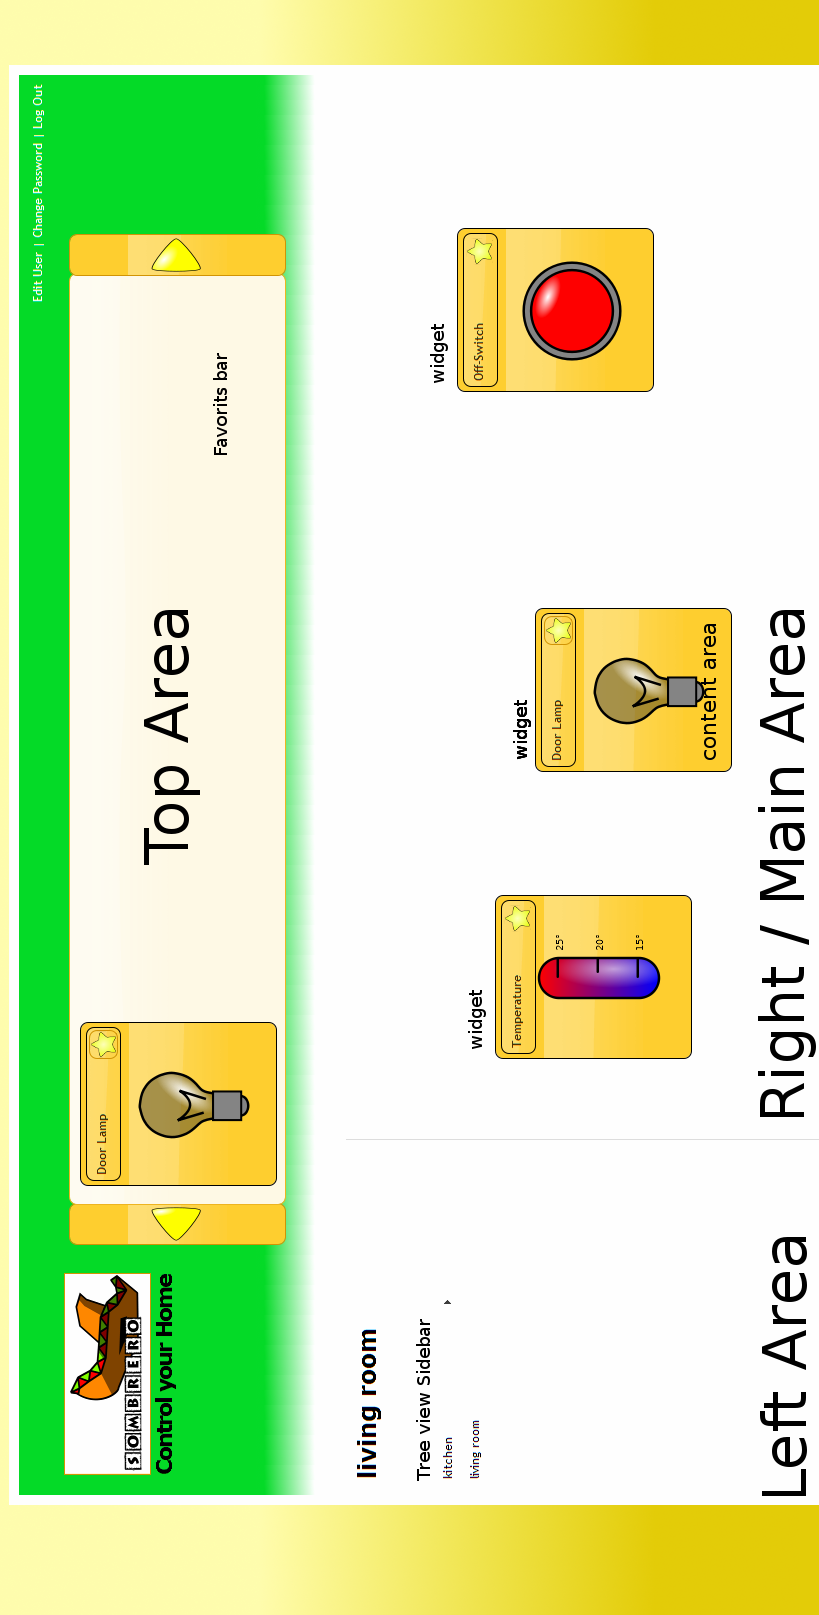 Edit User | Change Password | Log Out
SOMBRERO
Control your Home
Door Lamp
Top Area
Favorits bar
living room
Tree view Sidebar
kitchen
living room
widget
Temperature
25°
20°
15°
widget
Door Lamp
content area
widget
Off-Switch
Left Area
Right / Main Area